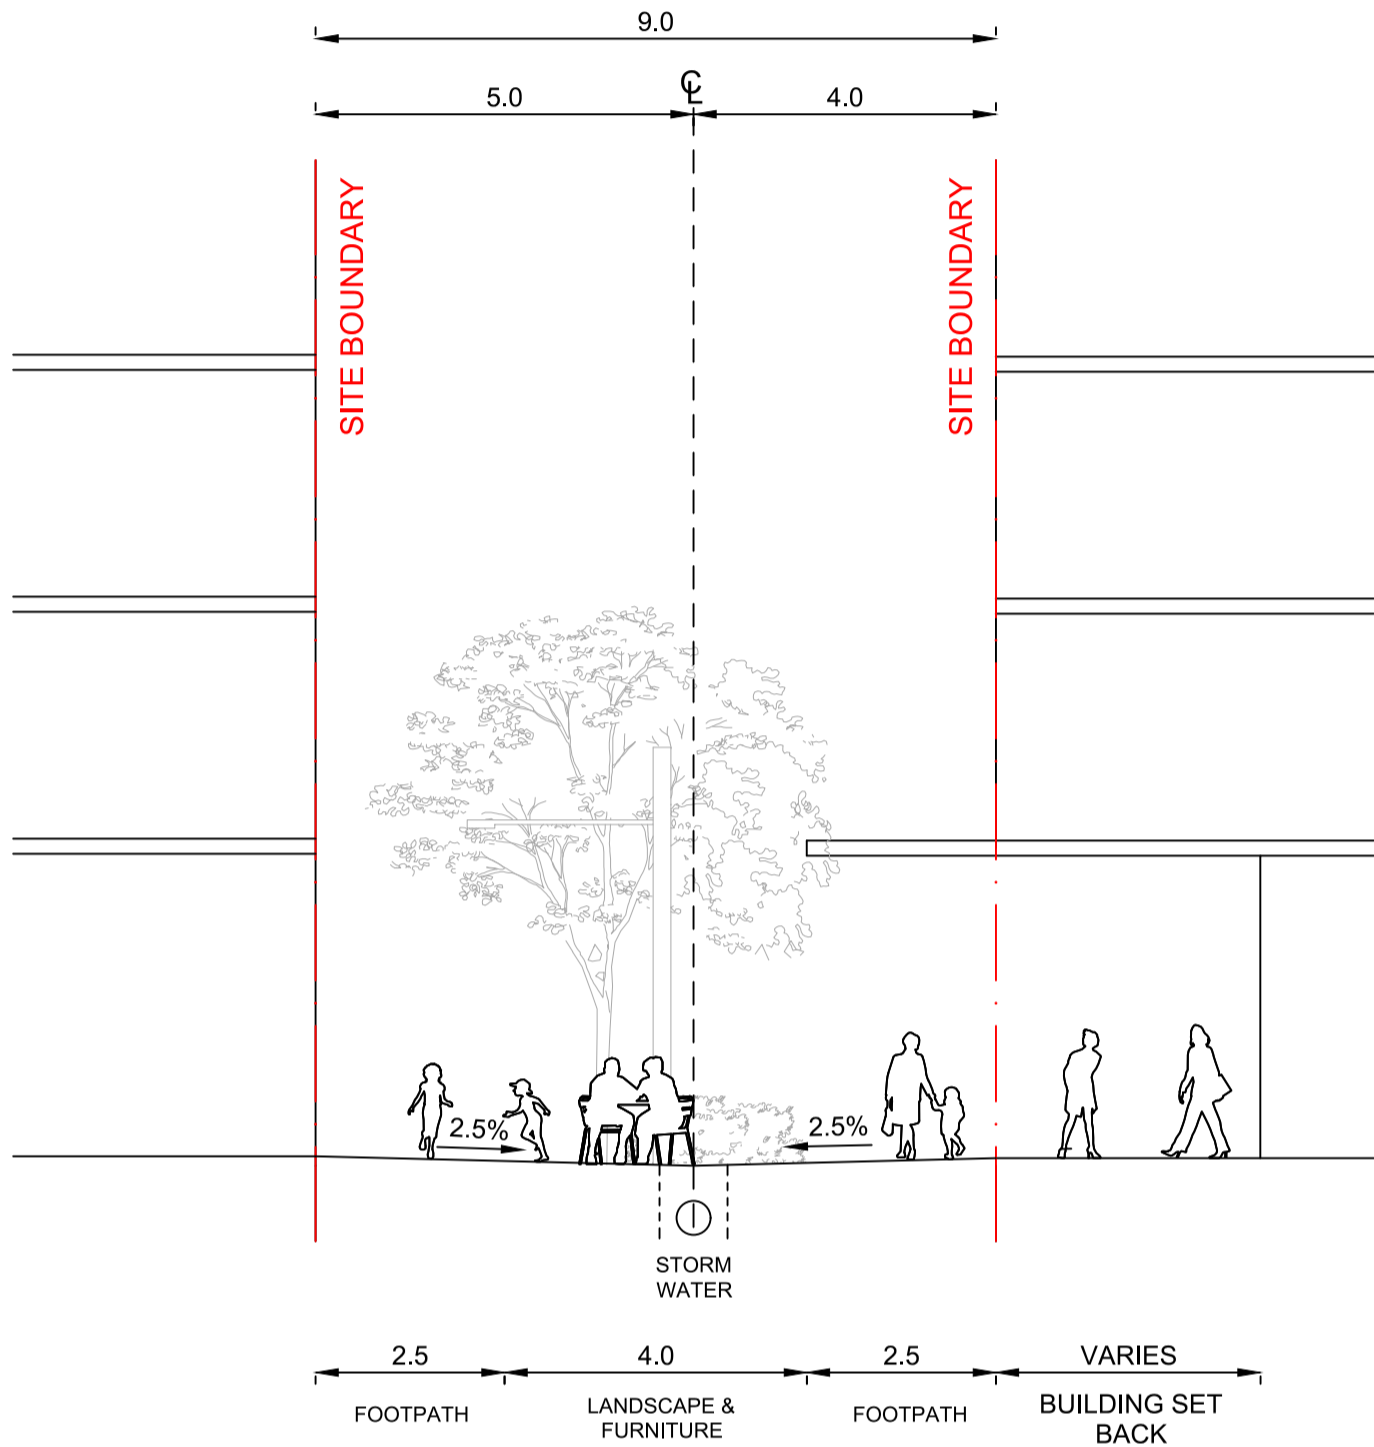 9.0
5.0
℄
4.0
SITE BOUNDARY
SITE BOUNDARY
2.5%
2.5%
STORM
WATER
2.5
4.0
2.5
VARIES
FOOTPATH
LANDSCAPE &
FURNITURE
FOOTPATH
BUILDING SET
BACK